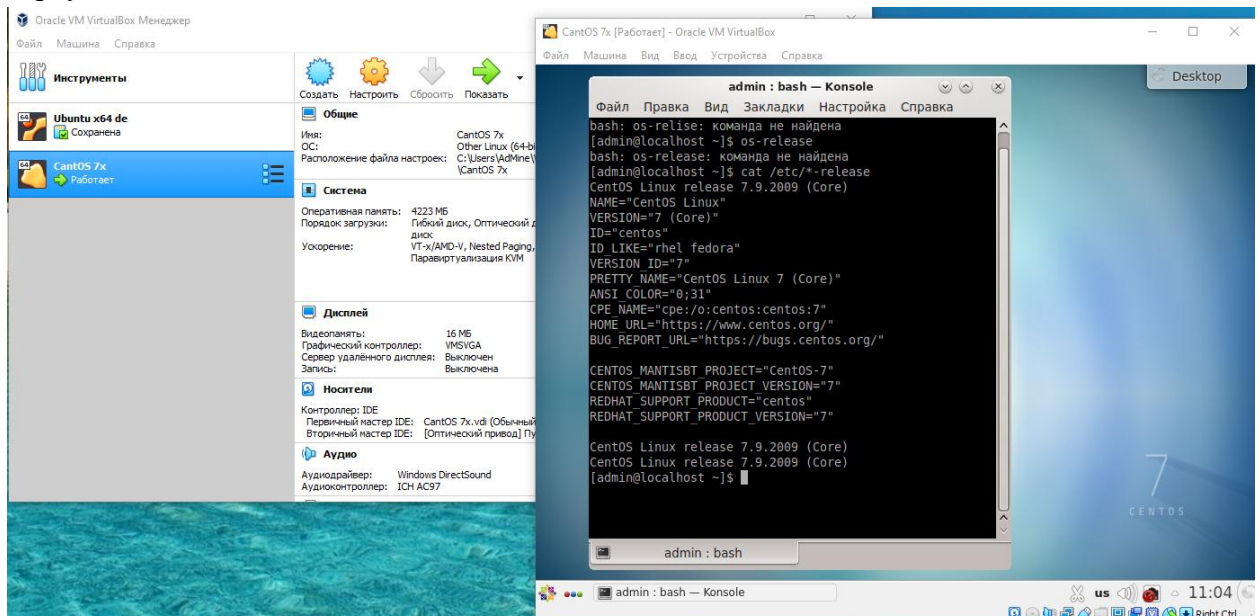 Oracle VM VirtualBox Менеджер
Файл Машина Справка
Инструменты
Ubuntu x64 de
Сохранена
CantOS 7x
Работает
Создать Настроить Сбросить Показать
Общие
Имя: CantOS 7x
ОС: Other Linux (64-bi
Расположение файла настроек: C:\Users\AdMine\
\CantOS 7x
Система
Оперативная память: 4223 МБ
Порядок загрузки: Гибкий диск, Оптический д
диск
Ускорение: VT-x/AMD-V, Nested Paging,
Паравиртуализация KVM
Дисплей
Видеопамять: 16 МБ
Графический контроллер: VMSVGA
Сервер удалённого дисплея: Выключен
Запись: Выключена
Носители
Контроллер: IDE
Первичный мастер IDE: CantOS 7x.vdi (Обычный
Вторичный мастер IDE: [Оптический привод] Пу
Аудио
Аудиодрайвер: Windows DirectSound
Аудиоконтроллер: ICH AC97
CantOS 7x [Работает] - Oracle VM VirtualBox
Файл Машина Вид Ввод Устройства Справка
Desktop
admin : bash — Konsole
Файл Правка Вид Закладки Настройка Справка
bash: os-relise: команда не найдена
[admin@localhost ~]$ os-release
bash: os-release: команда не найдена
[admin@localhost ~]$ cat /etc/*-release
CentOS Linux release 7.9.2009 (Core)
NAME="CentOS Linux"
VERSION="7 (Core)"
ID="centos"
ID_LIKE="rhel fedora"
VERSION_ID="7"
PRETTY_NAME="CentOS Linux 7 (Core)"
ANSI_COLOR="0;31"
CPE_NAME="cpe:/o:centos:centos:7"
HOME_URL="https://www.centos.org/"
BUG_REPORT_URL="https://bugs.centos.org/"
CENTOS_MANTISBT_PROJECT="CentOS-7"
CENTOS_MANTISBT_PROJECT_VERSION="7"
REDHAT_SUPPORT_PRODUCT="centos"
REDHAT_SUPPORT_PRODUCT_VERSION="7"
CentOS Linux release 7.9.2009 (Core)
CentOS Linux release 7.9.2009 (Core)
[admin@localhost ~]$
admin : bash
7
CENTOS
admin : bash — Konsole
us 11:04
Right Ctrl